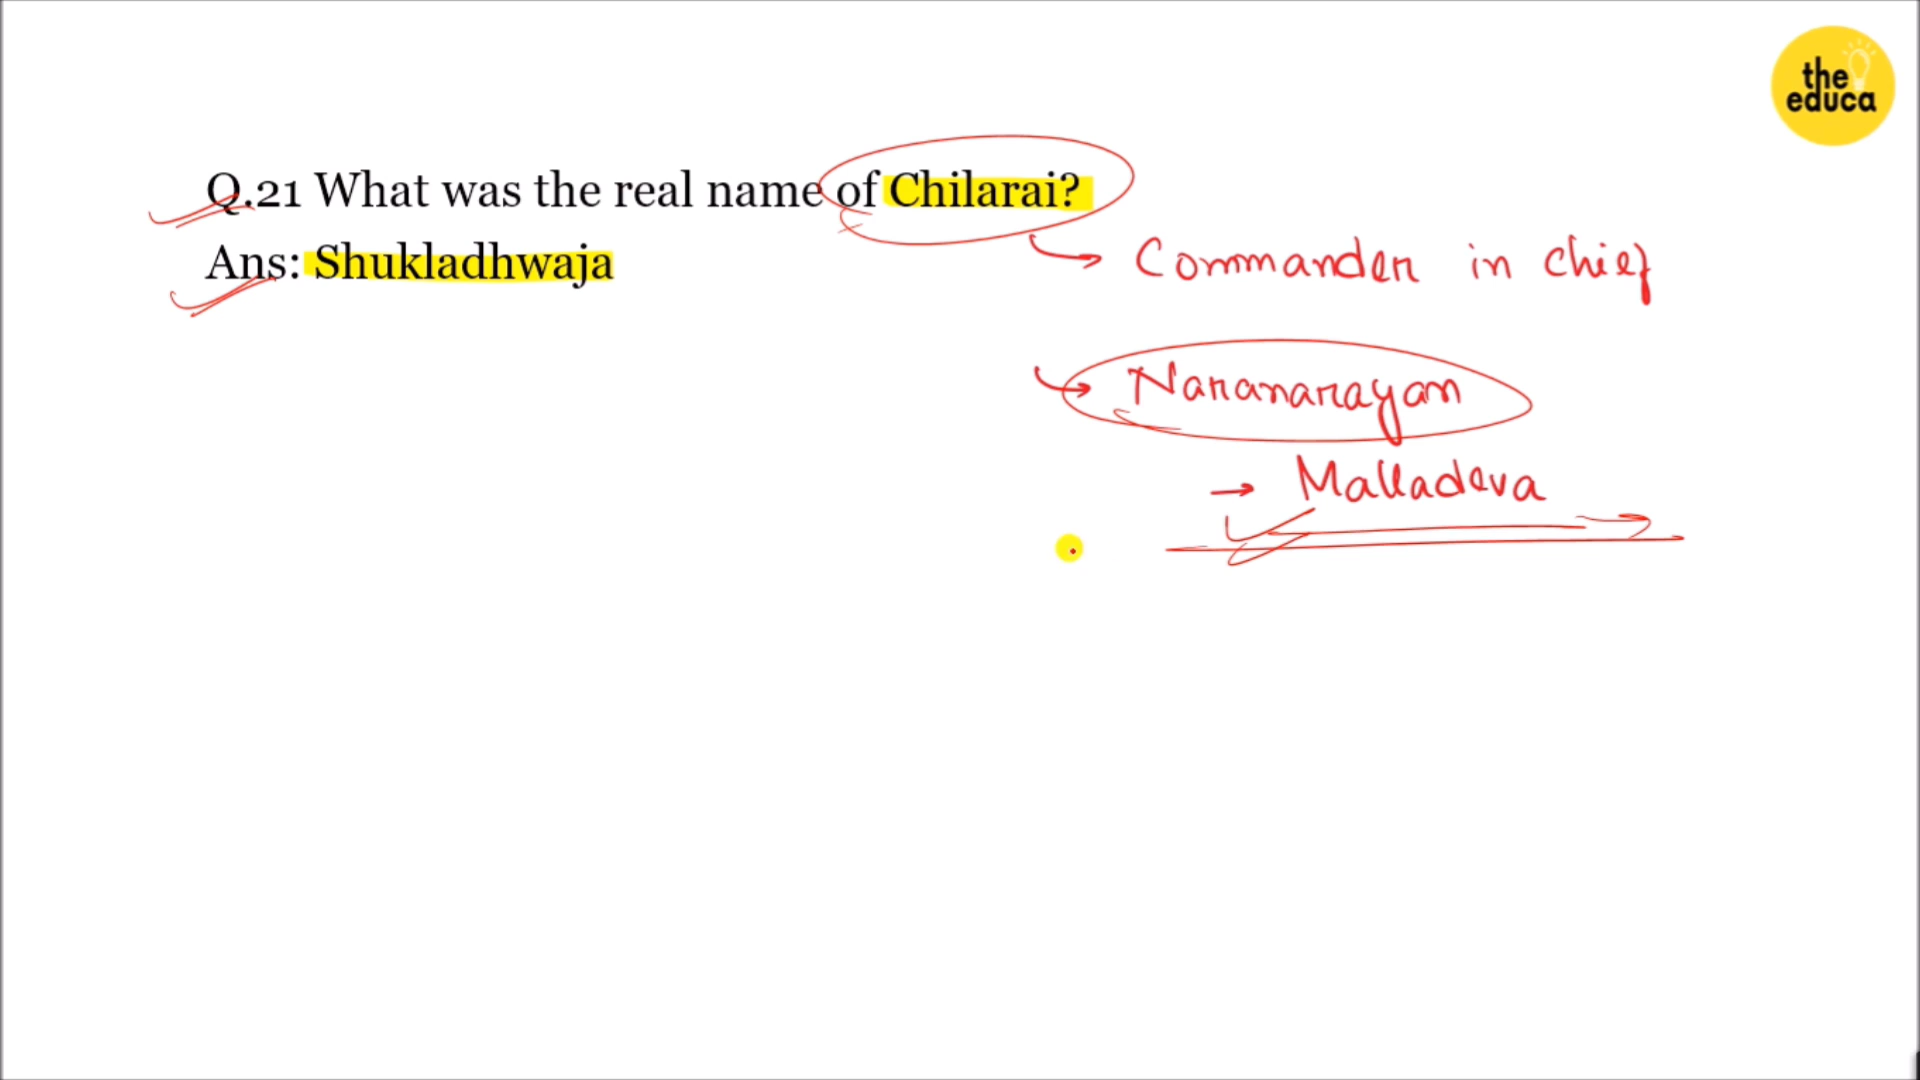 the
educa
Q.21 What was the real name of Chilarai?
Ans: Shukladhwaja
Commander in chief
Naranarayan
Malladeva